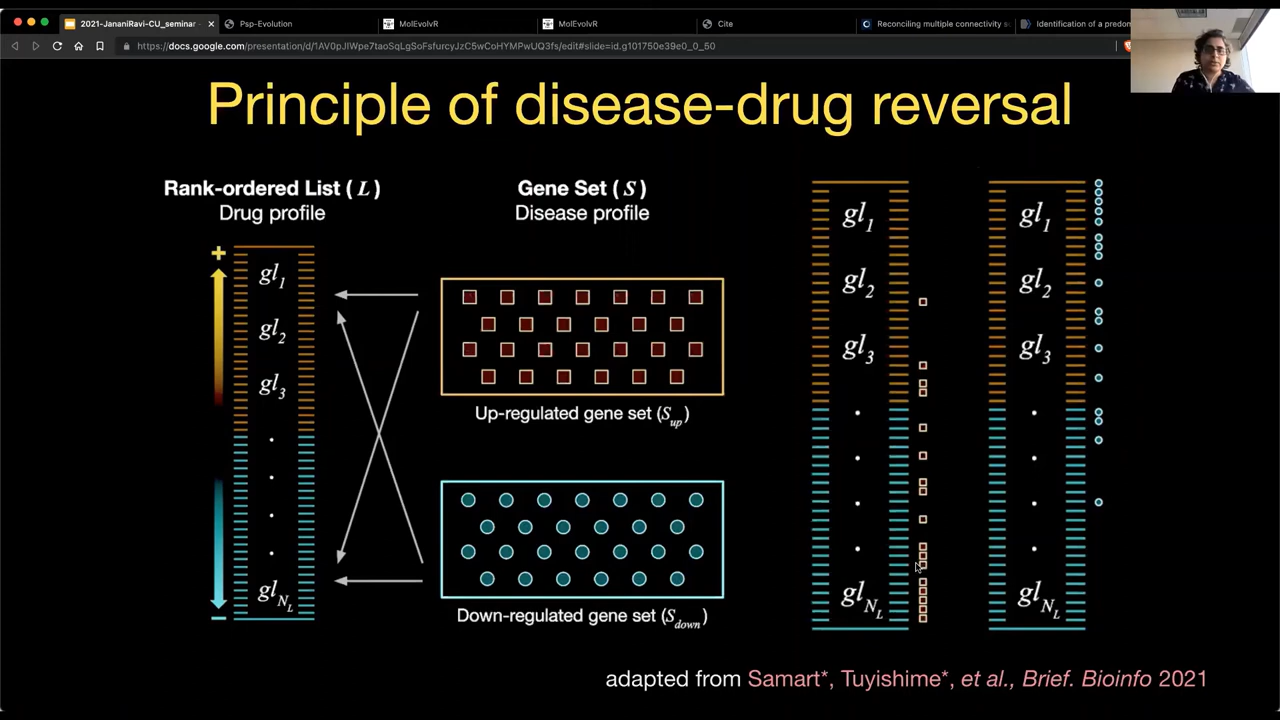 2021-JananiRavi-CU_seminar
Psp-Evolution
MolEvolvR
MolEvolvR
Cite
Reconciling multiple connectivity s
Identification of a predom
https://docs.google.com/presentation/d/1AV0pJIWpe7taoSqLgSoFsfurcyJzC5wCoHYMPwUQ3fs/edit#slide=id.g101750e39e0_0_50
Principle of disease-drug reversal
Rank-ordered List (L)
Drug profile
Gene Set (S)
Disease profile
+
gl1
gl2
gl3
glNL
−
Up-regulated gene set (Sup)
Down-regulated gene set (Sdown)
gl1
gl2
gl3
glNL
gl1
gl2
gl3
glNL
adapted from Samart*, Tuyishime*, et al., Brief. Bioinfo 2021